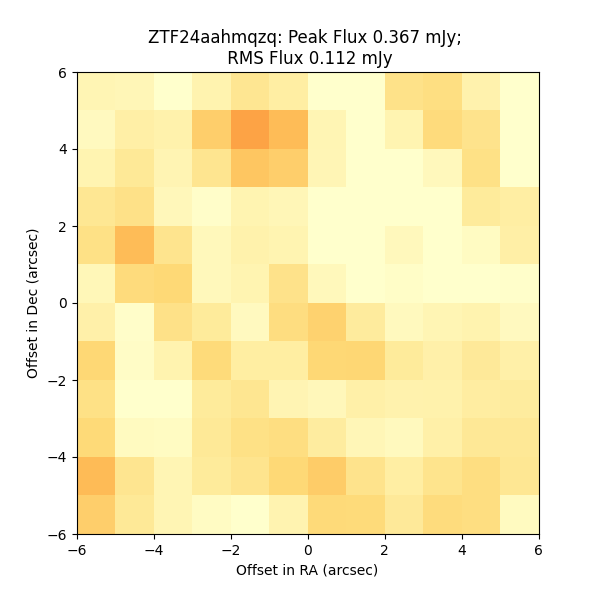 ZTF24aahmqzq: Peak Flux 0.367 mJy;
RMS Flux 0.112 mJy
6
4
2
0
−2
−4
−6
Offset in Dec (arcsec)
−6 −4 −2 0 2 4 6
Offset in RA (arcsec)